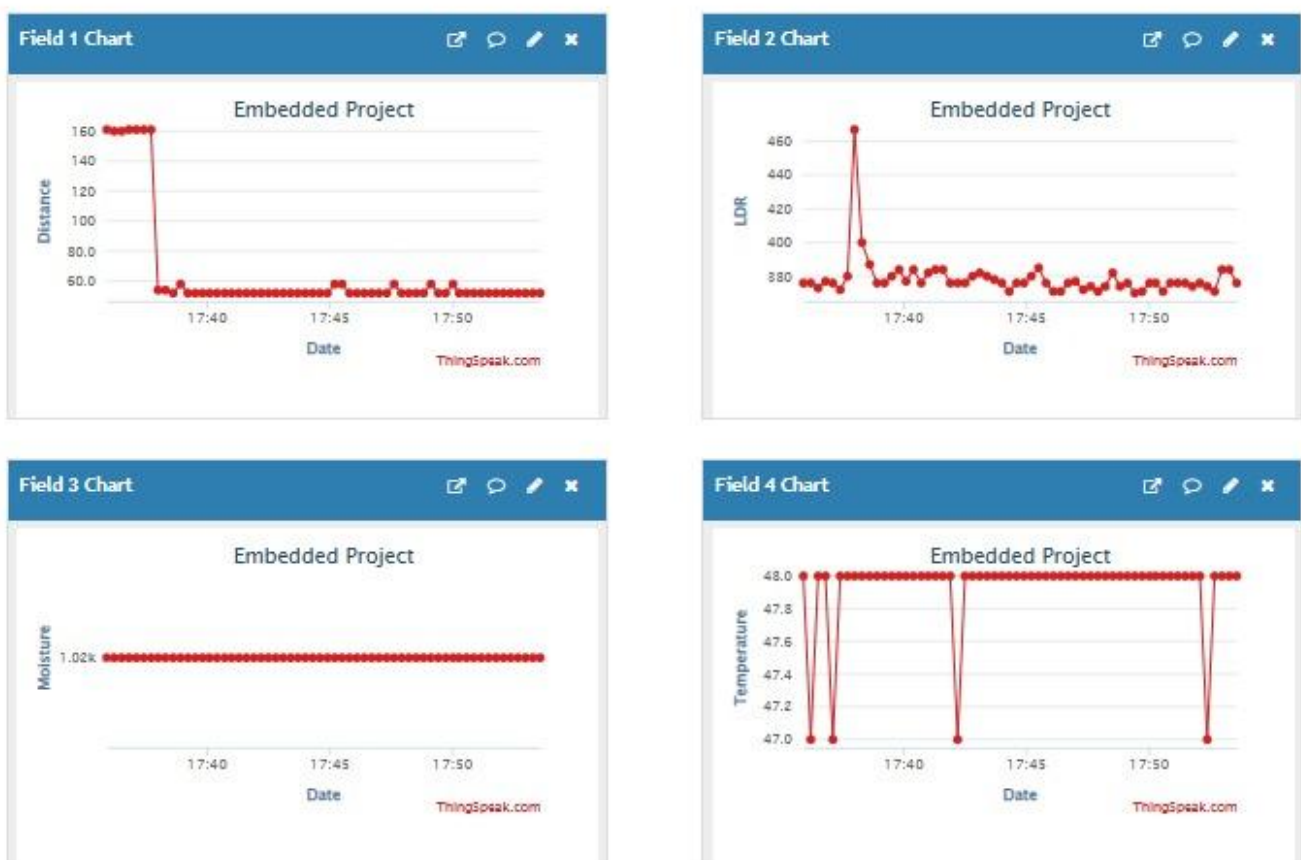 Field 1 Chart
Embedded Project
160
140
120
100
80.0
60.0
Distance
17:40 17:45 17:50
Date
ThingSpeak.com
Field 2 Chart
Embedded Project
460
440
420
400
380
LDR
17:40 17:45 17:50
Date
ThingSpeak.com
Field 3 Chart
Embedded Project
1.02k
Moisture
17:40 17:45 17:50
Date
ThingSpeak.com
Field 4 Chart
Embedded Project
48.0
47.8
47.6
47.4
47.2
47.0
Temperature
17:40 17:45 17:50
Date
ThingSpeak.com